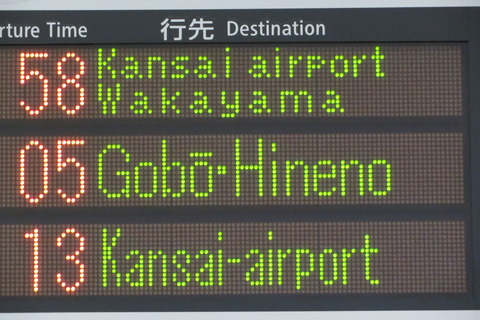 rture Time 行先 Destination
58 Kansai airport
Wakayama
05 Gobō·Hineno
13 Kansai-airport